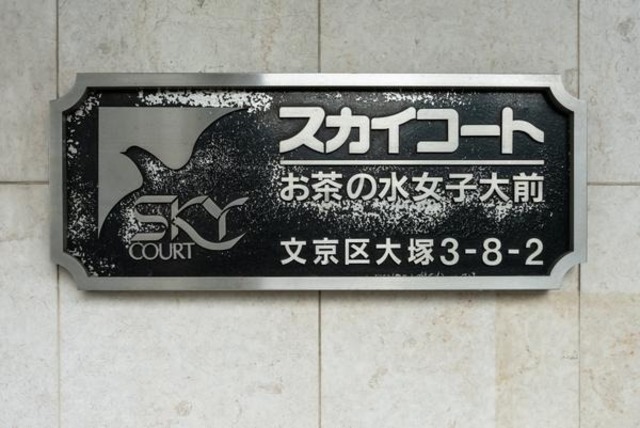 スカイコート
お茶の水女子大前
SKY
COURT
文京区大塚3-8-2